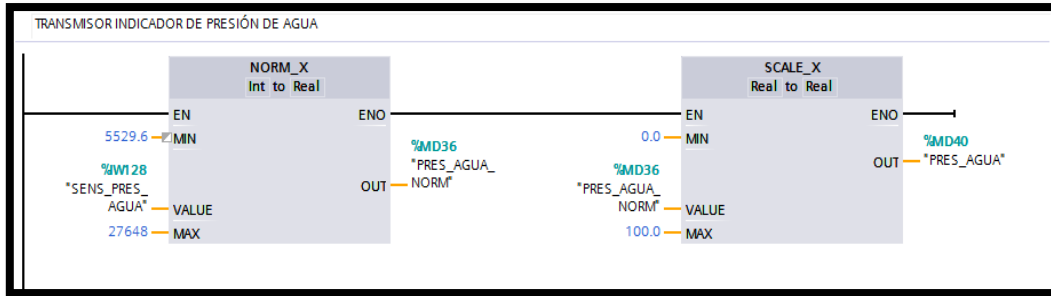 TRANSMISOR INDICADOR DE PRESIÓN DE AGUA
NORM_X
Int to Real
EN
ENO
5529.6
MIN
%IW128
"SENS_PRES_
AGUA"
VALUE
27648
MAX
OUT
%MD36
"PRES_AGUA_
NORM"
SCALE_X
Real to Real
EN
ENO
0.0
MIN
%MD36
"PRES_AGUA_
NORM"
VALUE
100.0
MAX
OUT
%MD40
"PRES_AGUA"